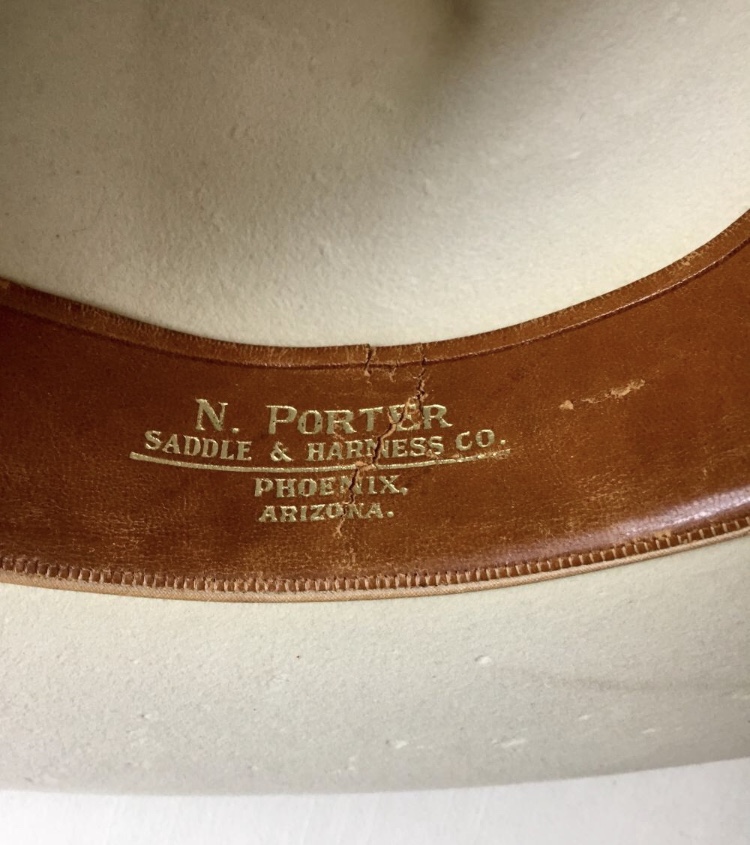 N. PORTER
SADDLE & HARNESS CO.
PHOENIX,
ARIZONA.